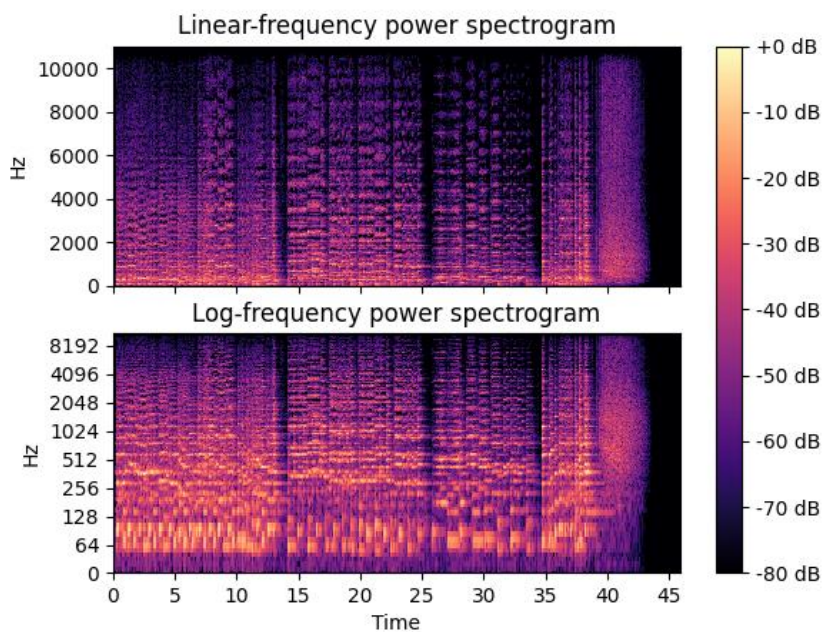 Linear-frequency power spectrogram
10000
8000
6000
4000
2000
0
Hz
Log-frequency power spectrogram
8192
4096
2048
1024
512
256
128
64
0
Hz
0 5 10 15 20 25 30 35 40 45
Time
+0 dB
-10 dB
-20 dB
-30 dB
-40 dB
-50 dB
-60 dB
-70 dB
-80 dB